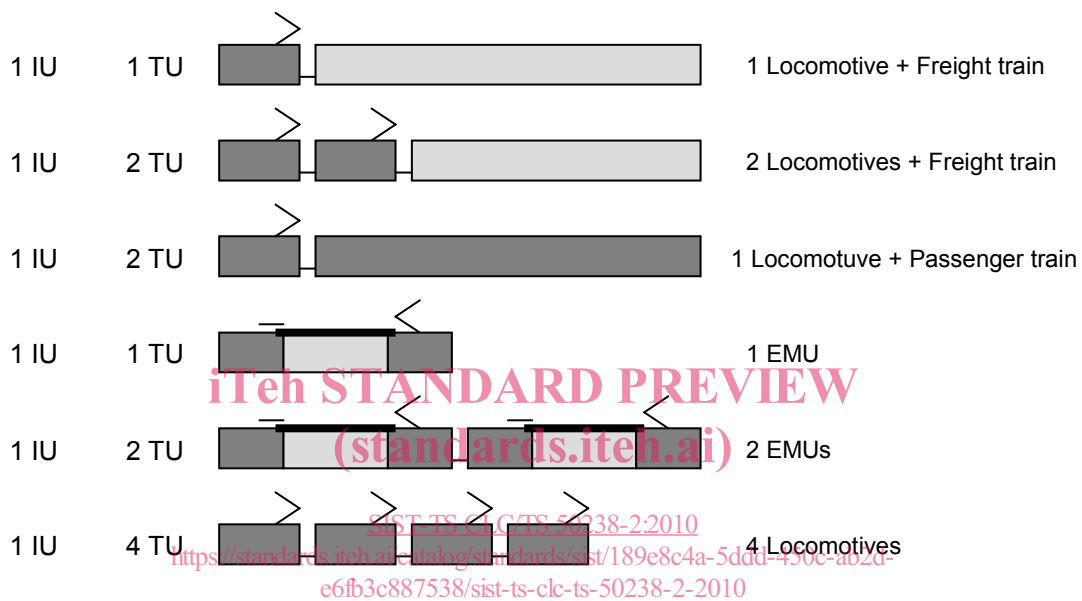 1 IU 1 TU 1 Locomotive + Freight train
1 IU 2 TU 2 Locomotives + Freight train
1 IU 2 TU 1 Locomotuve + Passenger train
1 IU 1 TU 1 EMU
iTeh STANDARD PREVIEW
1 IU 2 TU (standards.iteh.ai) 2 EMUs
SIST-TS CLC/TS 50238-2:2010
1 IU 4 TU 4 Locomotives
https://standards.iteh.ai/catalog/standards/sist/189e8c4a-5ddd-450c-ab2d-
e6fb3c887538/sist-ts-clc-ts-50238-2-2010